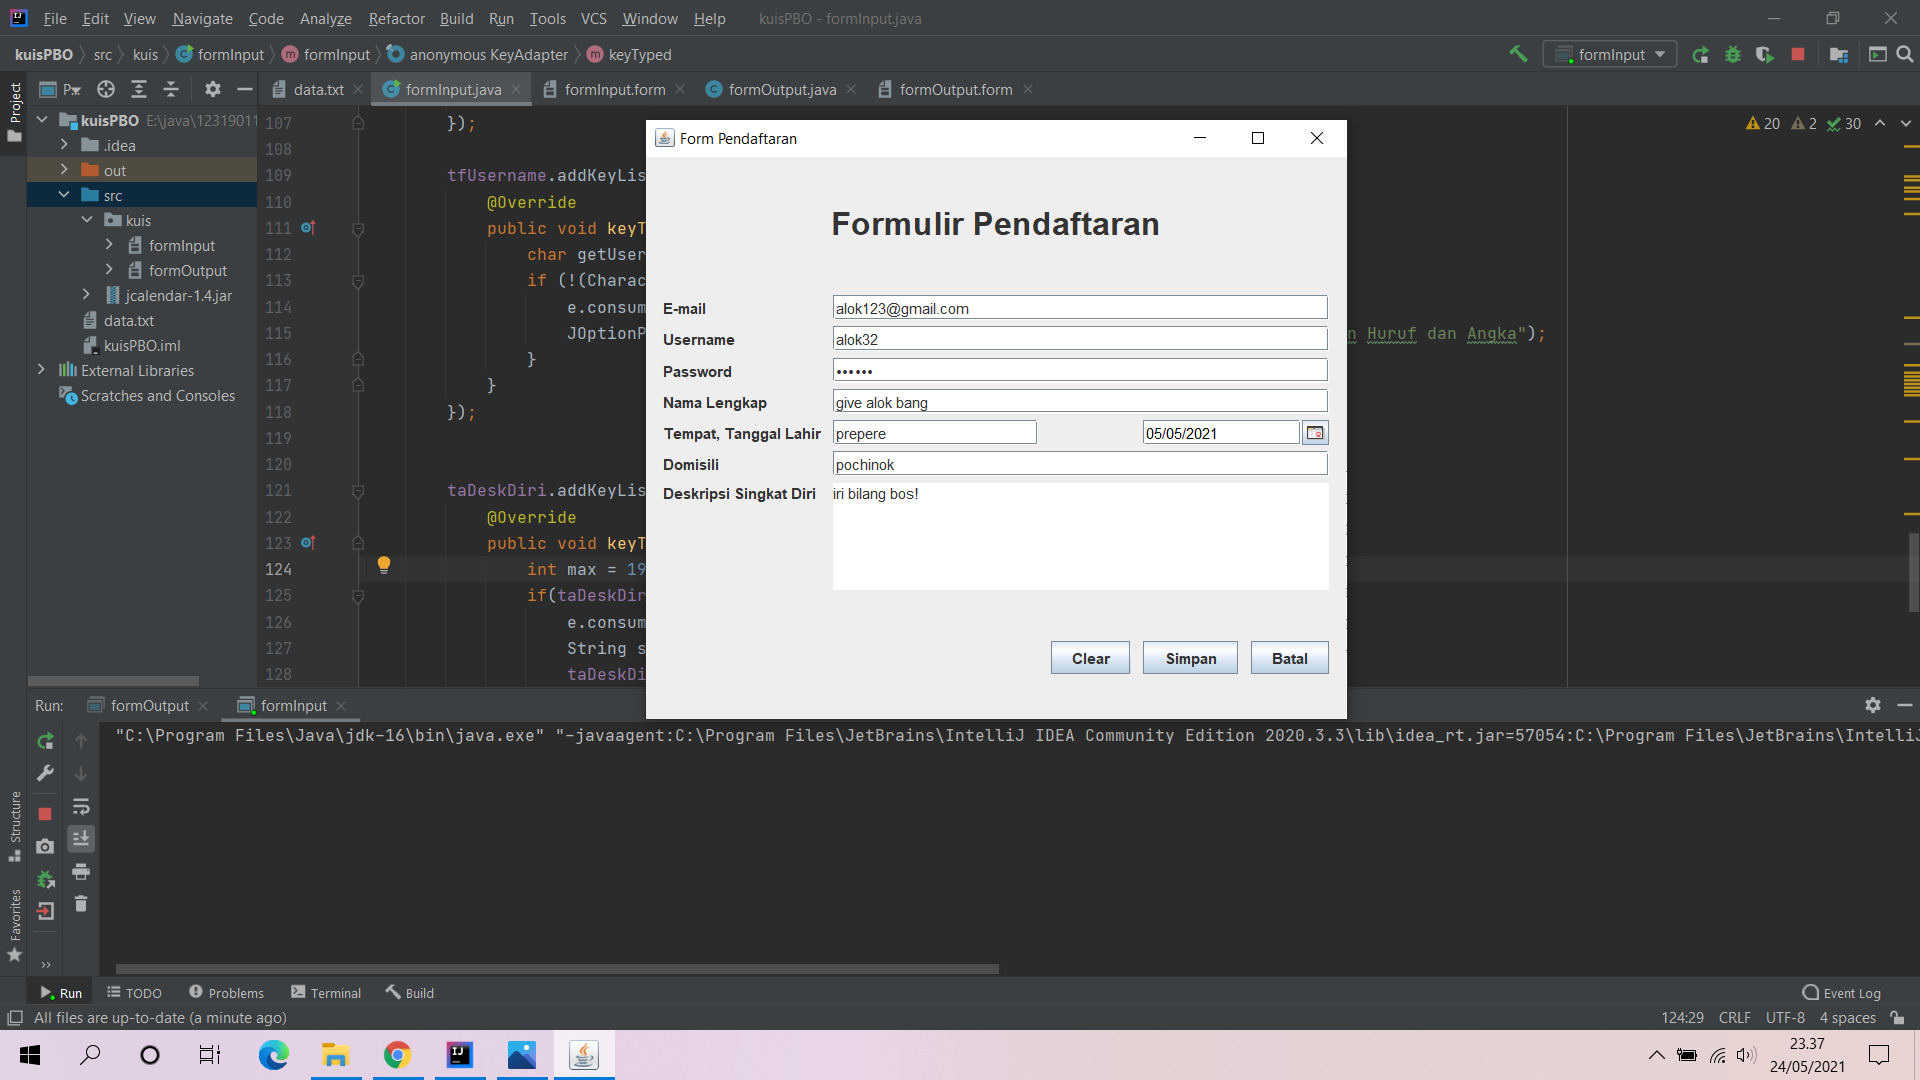 File Edit View Navigate Code Analyze Refactor Build Run Tools VCS Window Help kuisPBO - formInput.java
kuisPBO src kuis formInput formInput anonymous KeyAdapter keyTyped formInput
Project
P... data.txt formInput.java formInput.form formOutput.java formOutput.form
kuisPBO E:\java\12319011
.idea
out
src
kuis
formInput
formOutput
jcalendar-1.4.jar
data.txt
kuisPBO.iml
External Libraries
Scratches and Consoles
20 2 30
107 });
108
109 tfUsername.addKeyLis
110 @Override
111 public void keyT
112 char getUser
113 if (!(Charac
114 e.consum
115 JOptionP n Huruf dan Angka");
116 }
117 }
118 });
119
120
121 taDeskDiri.addKeyLis
122 @Override
123 public void keyT
124 int max = 19
125 if(taDeskDir
126 e.consum
127 String s
128 taDeskDi
Form Pendaftaran
Formulir Pendaftaran
E-mail alok123@gmail.com
Username alok32
Password ••••••
Nama Lengkap give alok bang
Tempat, Tanggal Lahir prepere 05/05/2021
Domisili pochinok
Deskripsi Singkat Diri iri bilang bos!
Clear Simpan Batal
Run: formOutput formInput
"C:\Program Files\Java\jdk-16\bin\java.exe" "-javaagent:C:\Program Files\JetBrains\IntelliJ IDEA Community Edition 2020.3.3\lib\idea_rt.jar=57054:C:\Program Files\JetBrains\IntelliJ
Structure
Favorites
Run TODO Problems Terminal Build Event Log
All files are up-to-date (a minute ago) 124:29 CRLF UTF-8 4 spaces
23.37
24/05/2021